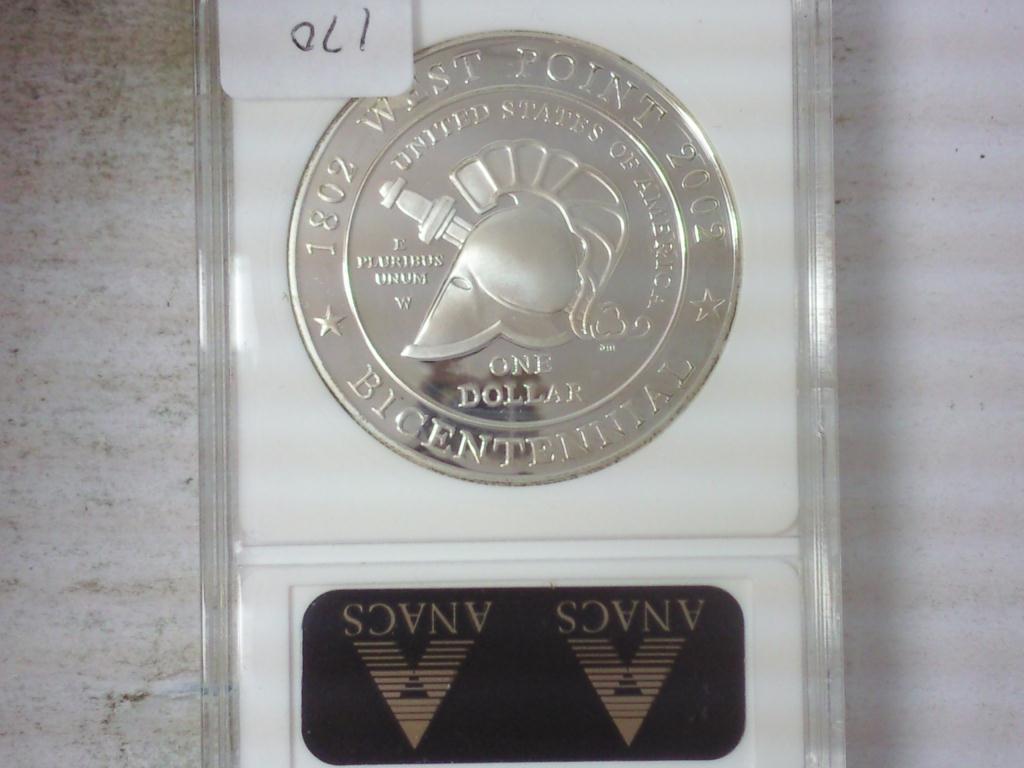 170
WEST POINT
1802 2002
UNITED STATES OF AMERICA
E
PLURIBUS
UNUM
W
ONE
DOLLAR
BICENTENNIAL
ANACS ANACS